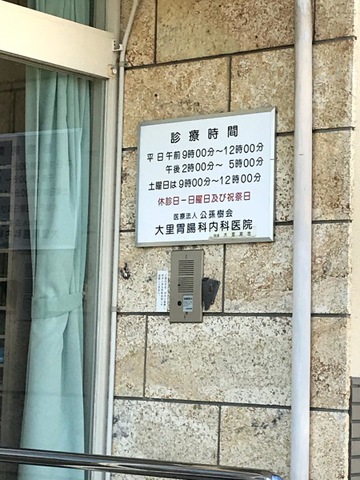 診療時間
平日午前9時00分〜12時00分
午後2時00分〜5時00分
土曜日は9時00分〜12時00分
休診日－日曜日及び祝祭日
医療法人 公孫樹会
大里胃腸科内科医院